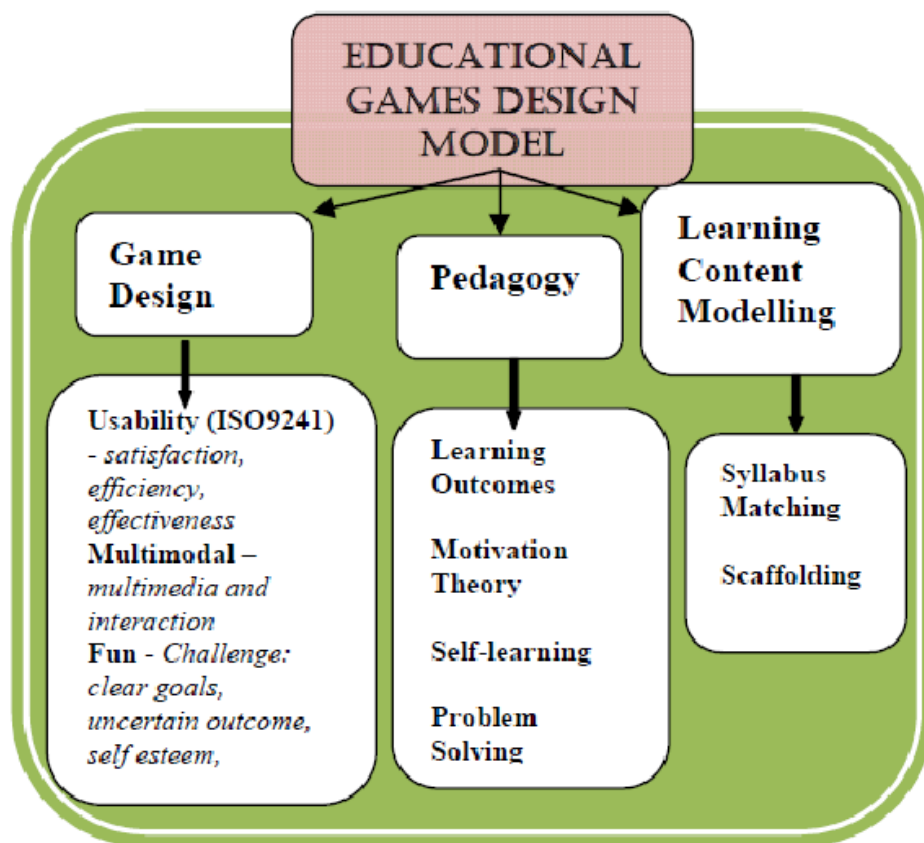 EDUCATIONAL
GAMES DESIGN
MODEL
Game
Design
Pedagogy
Learning
Content
Modelling
Usability (ISO9241)
- satisfaction,
efficiency,
effectiveness
Multimodal –
multimedia and
interaction
Fun - Challenge:
clear goals,
uncertain outcome,
self esteem,
Learning
Outcomes
Motivation
Theory
Self-learning
Problem
Solving
Syllabus
Matching
Scaffolding